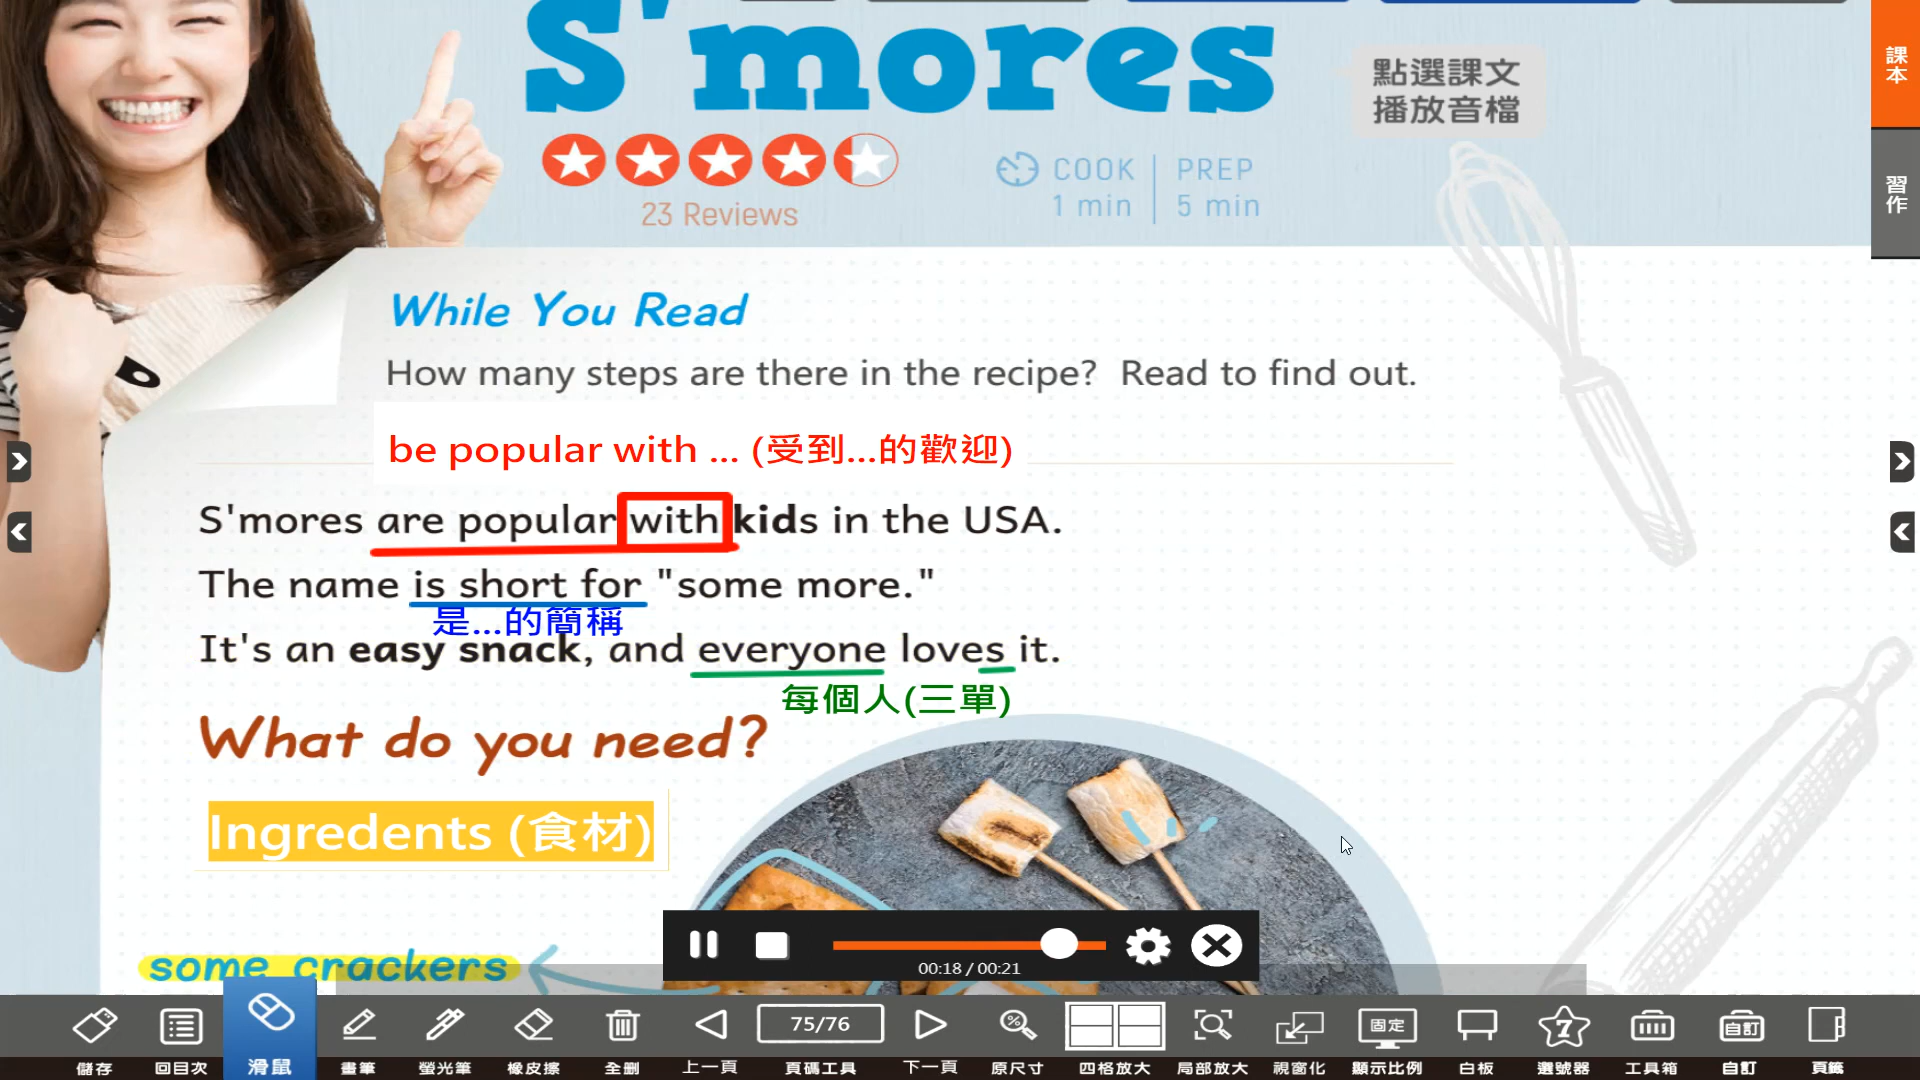 S'mores
點選課文
播放音檔
課本
習作
23 Reviews
COOK
1 min
PREP
5 min
While You Read
How many steps are there in the recipe? Read to find out.
be popular with ... (受到...的歡迎)
S'mores are popular with kids in the USA.
The name is short for "some more."
是...的簡稱
It's an easy snack, and everyone loves it.
每個人(三單)
What do you need?
Ingredents (食材)
some crackers
00:18 / 00:21
75/76
%
固定
7
自訂
儲存
回目次
滑鼠
畫筆
螢光筆
橡皮擦
全刪
上一頁
頁碼工具
下一頁
原尺寸
四格放大
局部放大
視窗化
顯示比例
白板
選號器
工具箱
自訂
頁籤